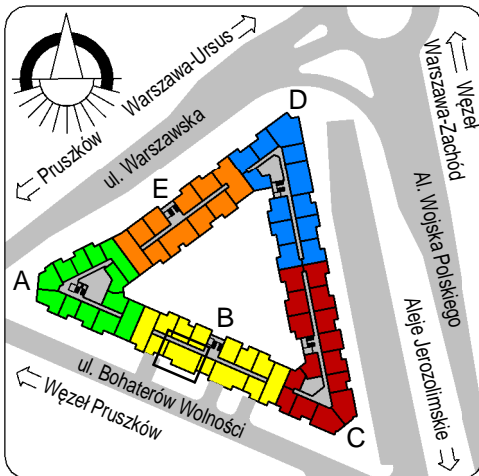 Warszawa-Ursus
Pruszków
ul. Warszawska
Węzeł
Warszawa-Zachód
Al. Wojska Polskiego
Aleje Jerozolimskie
D
E
A
B
C
ul. Bohaterów Wolności
Węzeł Pruszków